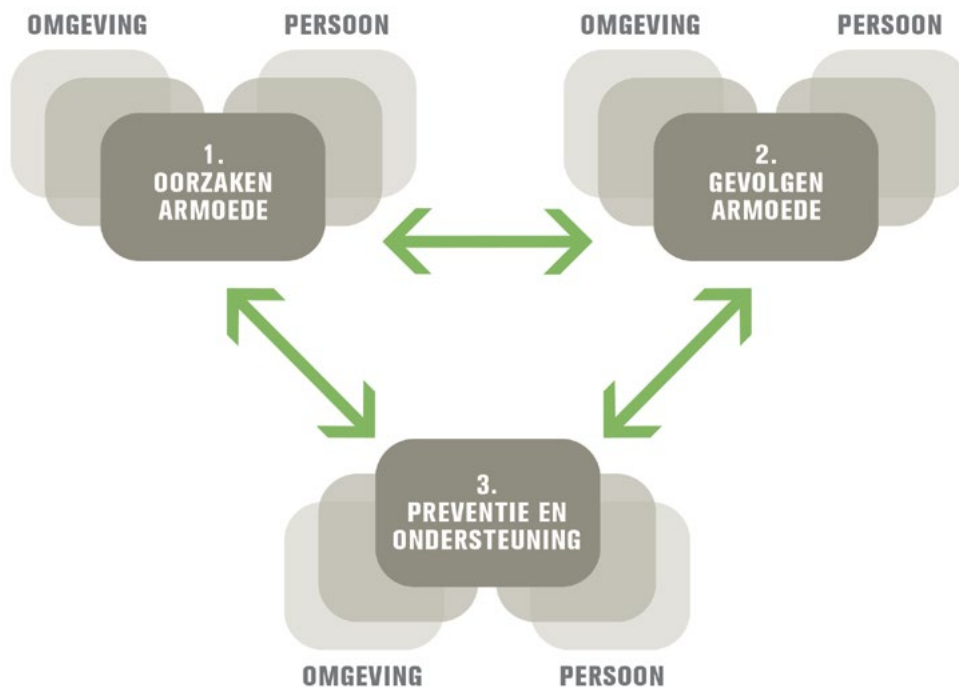 OMGEVING PERSOON OMGEVING PERSOON
1.
OORZAKEN
ARMOEDE
2.
GEVOLGEN
ARMOEDE
3.
PREVENTIE EN
ONDERSTEUNING
OMGEVING PERSOON